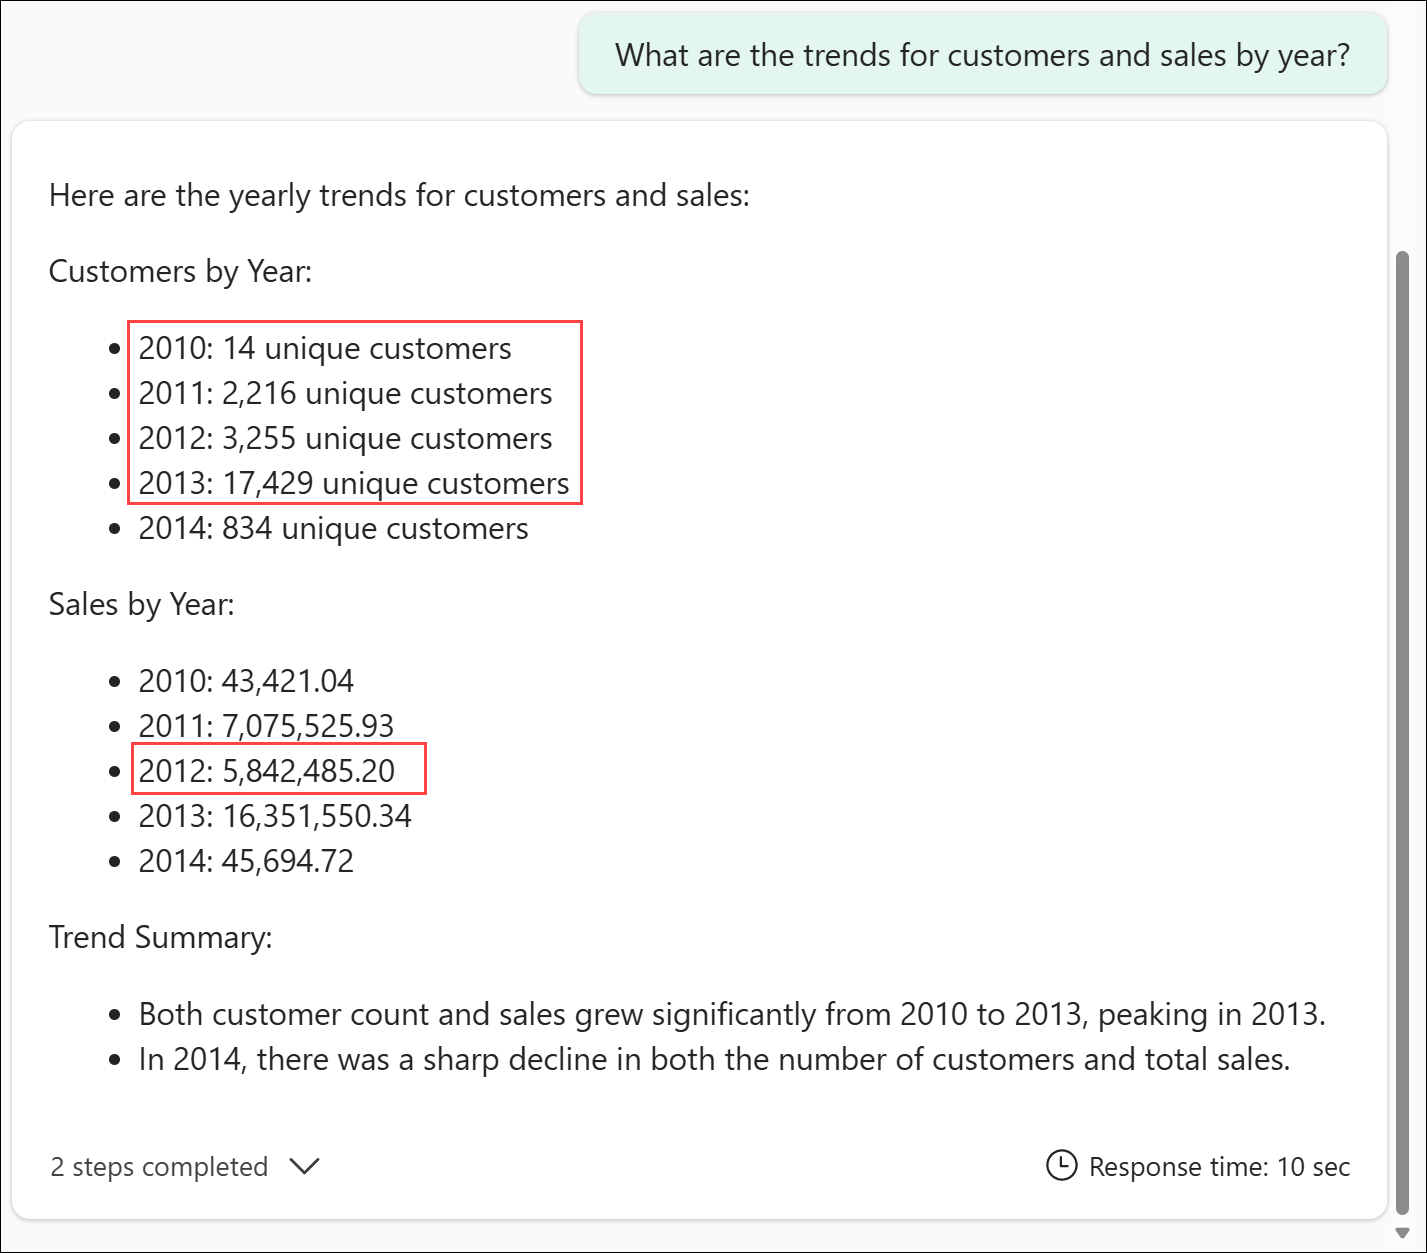 What are the trends for customers and sales by year?
Here are the yearly trends for customers and sales:
Customers by Year:
2010: 14 unique customers
2011: 2,216 unique customers
2012: 3,255 unique customers
2013: 17,429 unique customers
2014: 834 unique customers
Sales by Year:
2010: 43,421.04
2011: 7,075,525.93
2012: 5,842,485.20
2013: 16,351,550.34
2014: 45,694.72
Trend Summary:
Both customer count and sales grew significantly from 2010 to 2013, peaking in 2013.
In 2014, there was a sharp decline in both the number of customers and total sales.
2 steps completed
Response time: 10 sec